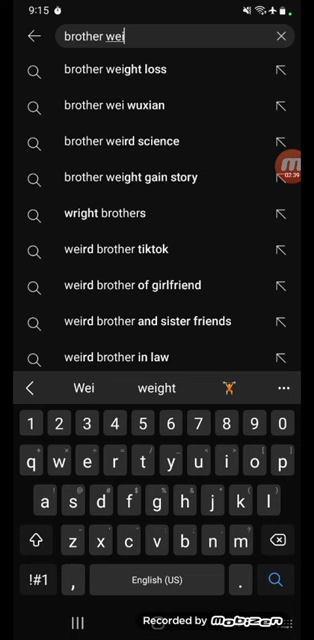 9:15
brother wei
brother weight loss
brother wei wuxian
brother weird science
brother weight gain story
wright brothers
weird brother tiktok
weird brother of girlfriend
weird brother and sister friends
weird brother in law
02:39
Wei weight
1 2 3 4 5 6 7 8 9 0
q w e r t y u i o p
a s d f g h j k l
z x c v b n m
!#1 , English (US) .
Recorded by Mobizen